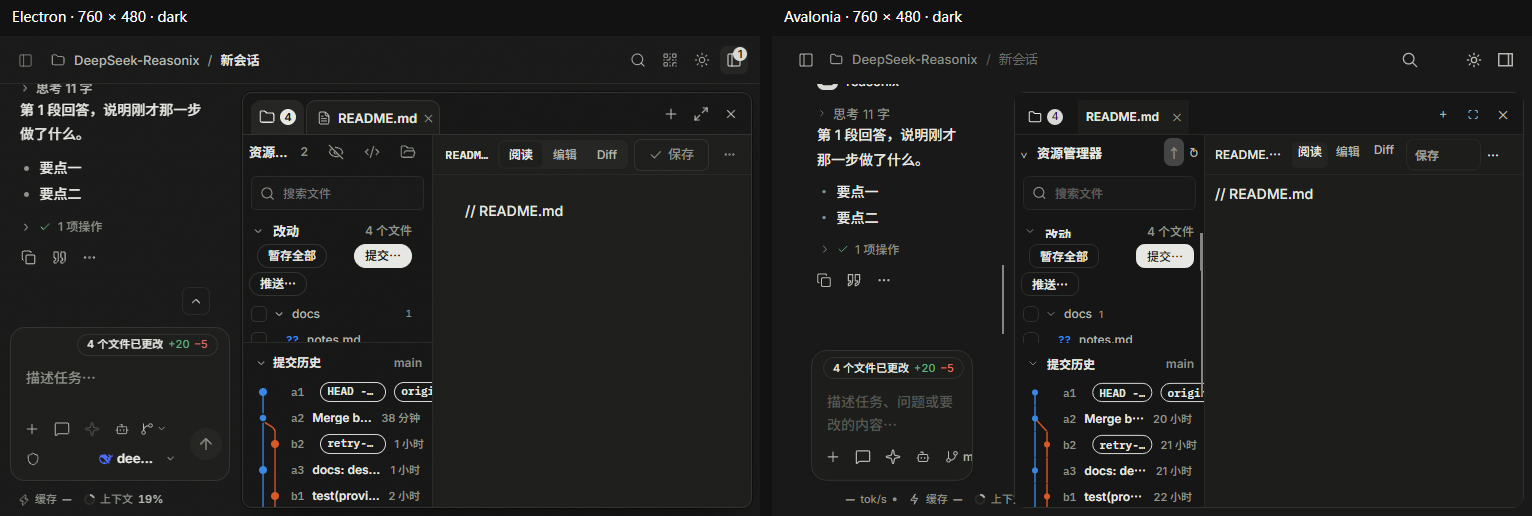 Electron · 760 × 480 · dark
DeepSeek-Reasonix / 新会话
1
思考 11 字
第 1 段回答，说明刚才那一步
做了什么。
要点一
要点二
1 项操作
4 个文件已更改 +20 −5
描述任务…
dee...
缓存 — 上下文 19%
4
README.md
资源... 2
READM... 阅读 编辑 Diff 保存
搜索文件
// README.md
改动 4 个文件
暂存全部 提交…
推送…
docs 1
?? notes.md
提交历史 main
a1 HEAD -… origi
a2 Merge b... 38 分钟
b2 retry-… 1 小时
a3 docs: des... 1 小时
b1 test(provi... 2 小时
Avalonia · 760 × 480 · dark
DeepSeek-Reasonix / 新会话
reasonix
思考 11 字
第 1 段回答，说明刚才
那一步做了什么。
要点一
要点二
1 项操作
4 个文件已更改 +20 −5
描述任务、问题或要
改的内容…
m
— tok/s • 缓存 — 上下
4
README.md
资源管理器
README.… 阅读 编辑 Diff 保存
搜索文件
// README.md
改动 4 个文件
暂存全部 提交…
推送…
docs 1
?? notes.md
提交历史 main
a1 HEAD -… origi
a2 Merge b… 20 小时
b2 retry-… 21 小时
a3 docs: de… 21 小时
b1 test(pro… 22 小时